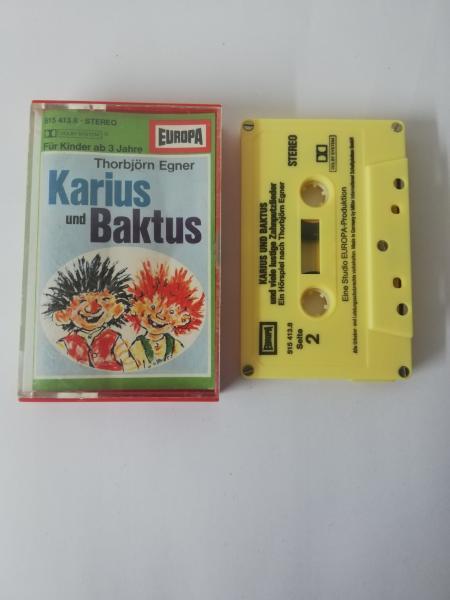 515 413.8 · STEREO
DOLBY SYSTEM
EUROPA
Für Kinder ab 3 Jahre
Thorbjörn Egner
Karius
und Baktus
STEREO
DOLBY SYSTEM
KARIUS UND BAKTUS
und viele lustige Zahnputzlieder
Ein Hörspiel nach Thorbjörn Egner
Eine Studio EUROPA-Produktion
EUROPA
515 413.8
Seite
2